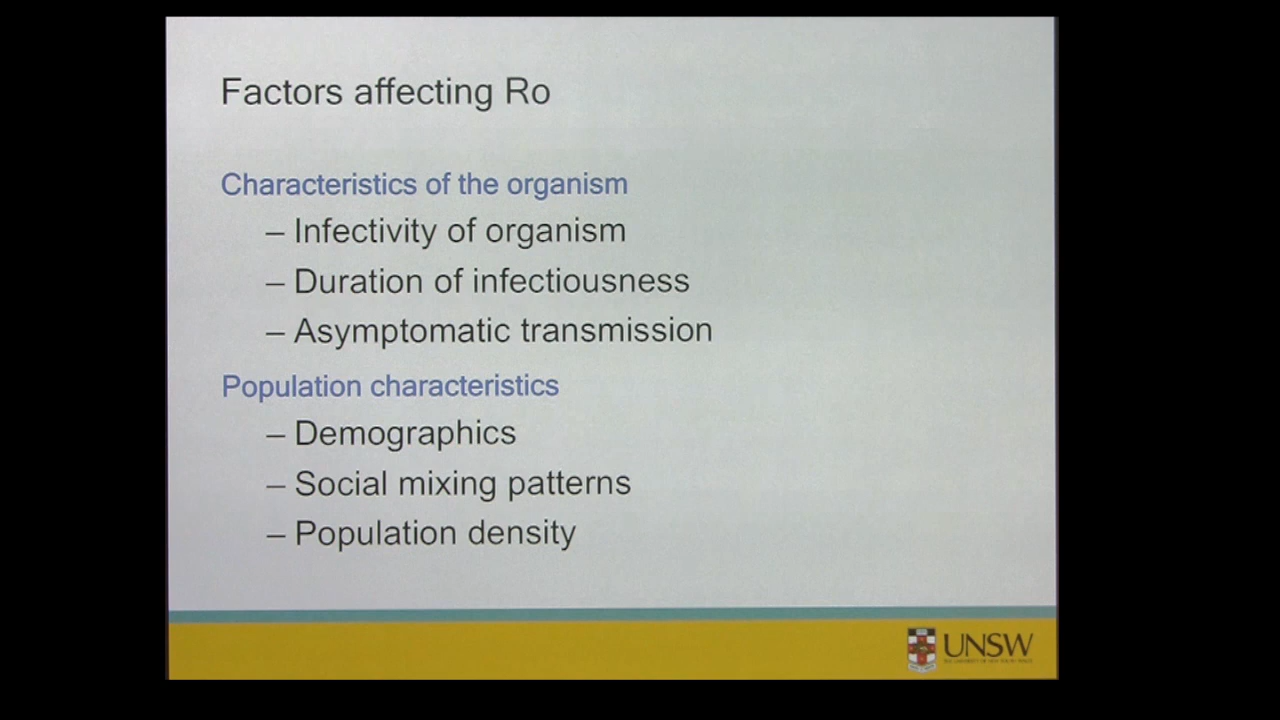 Factors affecting Ro
Characteristics of the organism
– Infectivity of organism
– Duration of infectiousness
– Asymptomatic transmission
Population characteristics
– Demographics
– Social mixing patterns
– Population density
UNSW